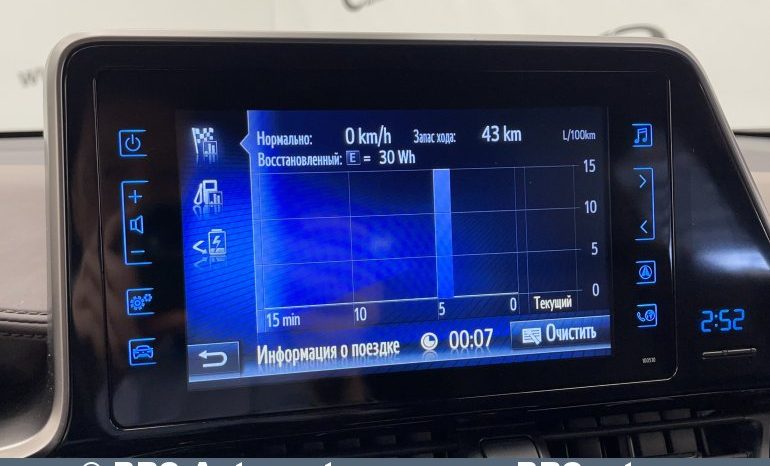 Нормально: 0 km/h Запас хода: 43 km L/100km
Восстановленный: E = 30 Wh
15
10
5
0
15 min 10 5 0 Текущий
Информация о поездке 00:07 Очистить
2:52